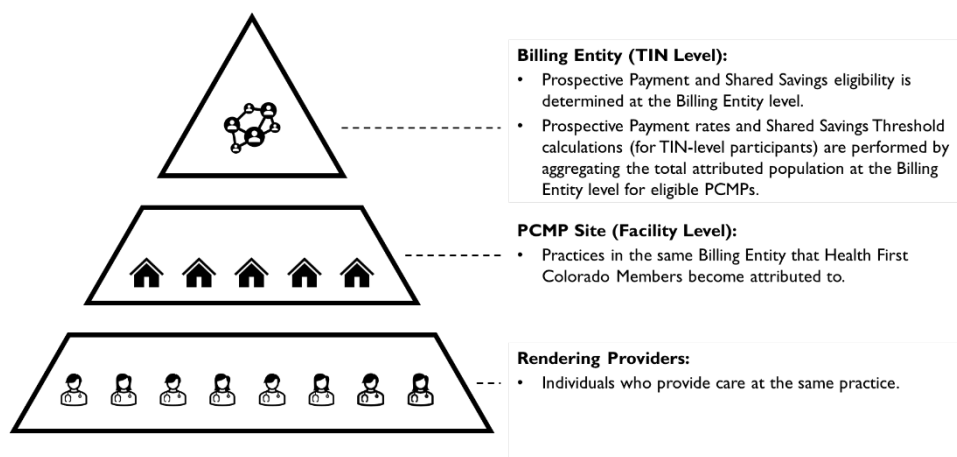 Billing Entity (TIN Level):
• Prospective Payment and Shared Savings eligibility is
determined at the Billing Entity level.
• Prospective Payment rates and Shared Savings Threshold
calculations (for TIN-level participants) are performed by
aggregating the total attributed population at the Billing
Entity level for eligible PCMPs.
PCMP Site (Facility Level):
• Practices in the same Billing Entity that Health First
Colorado Members become attributed to.
Rendering Providers:
• Individuals who provide care at the same practice.